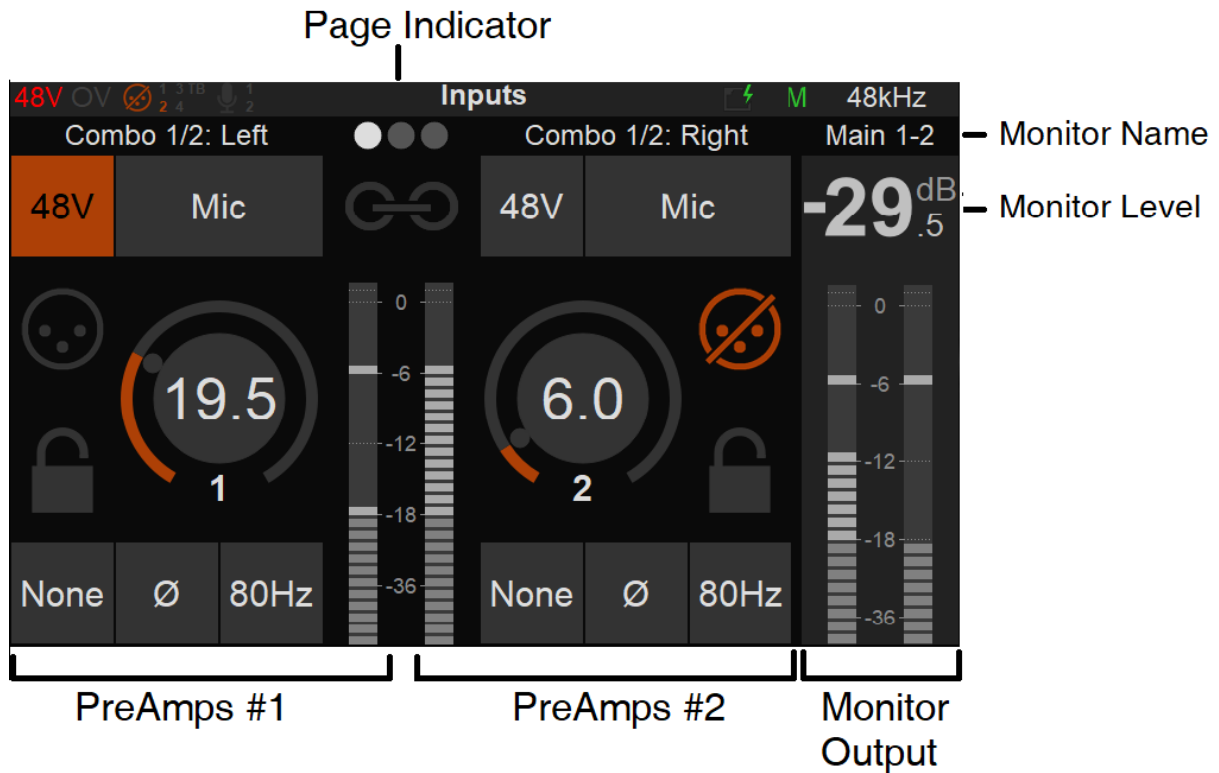 Page Indicator
48V OV 1 3 TB 2 4 1 2 Inputs M 48kHz
Combo 1/2: Left Combo 1/2: Right Main 1-2 Monitor Name
48V Mic 48V Mic -29.5 dB Monitor Level
0 0
-6 -6
19.5 6.0
-12 -12
1 2
-18 -18
None Ø 80Hz -36 None Ø 80Hz -36
PreAmps #1 PreAmps #2 Monitor
Output